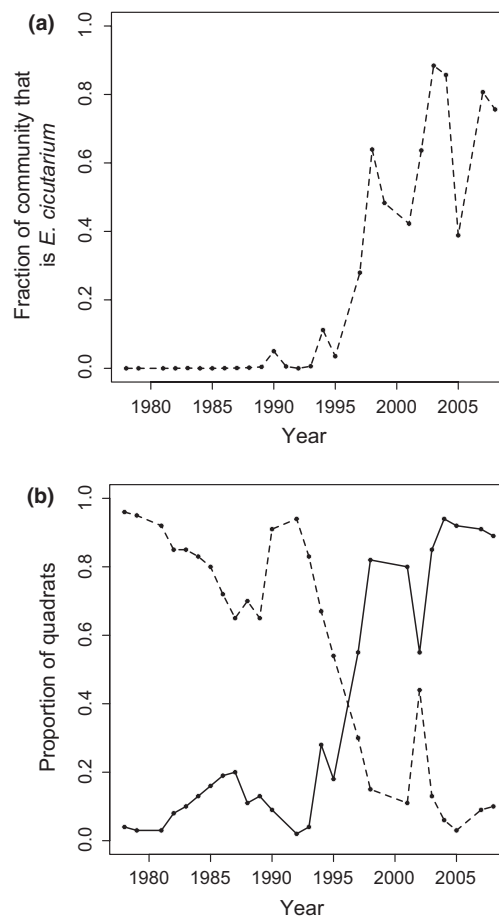 (a)
Fraction of community that
is E. cicutarium
1.0
0.8
0.6
0.4
0.2
0.0
1980 1985 1990 1995 2000 2005
Year
(b)
Proportion of quadrats
1.0
0.8
0.6
0.4
0.2
0.0
1980 1985 1990 1995 2000 2005
Year